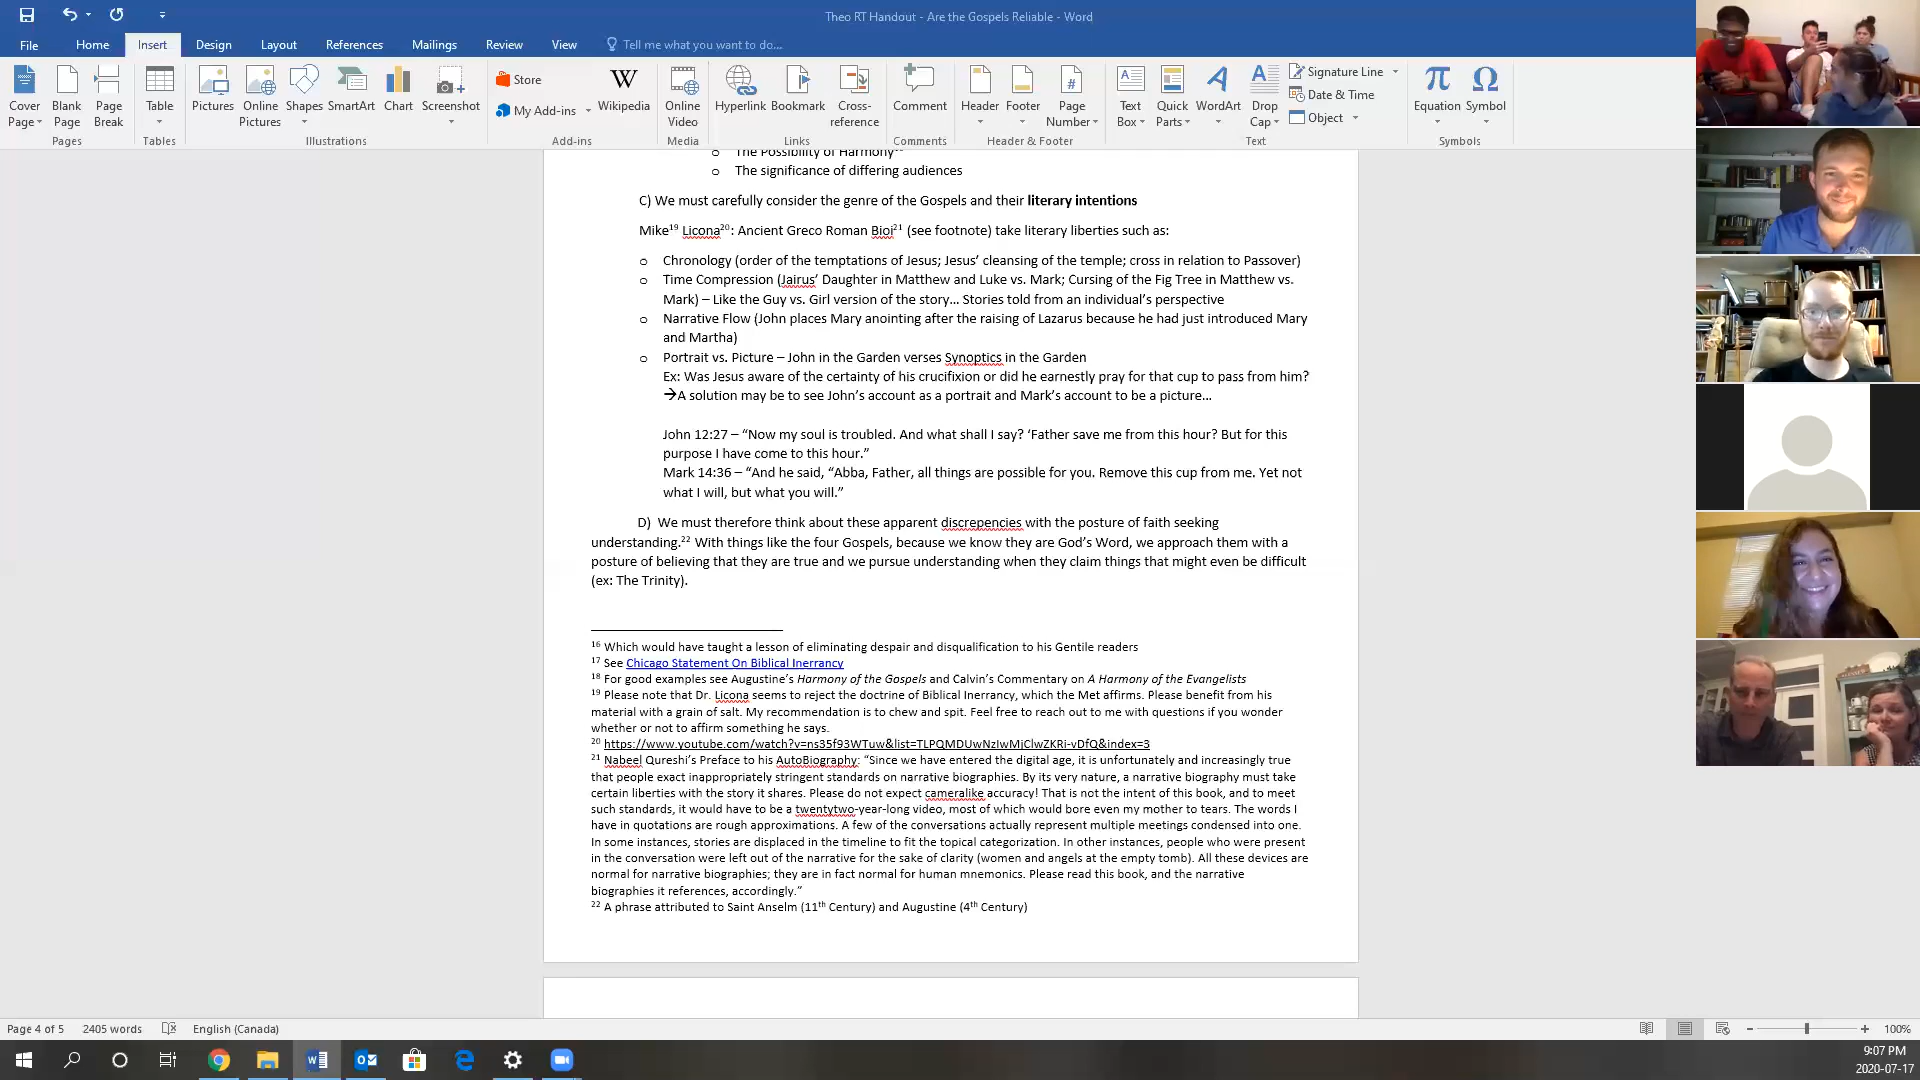 Theo RT Handout - Are the Gospels Reliable - Word
File Home Insert Design Layout References Mailings Review View Tell me what you want to do...
Cover Page Blank Page Page Break Table Pictures Online Pictures Shapes SmartArt Chart Screenshot Store My Add-ins Wikipedia Online Video Hyperlink Bookmark Cross-reference Comment Header Footer Page Number Text Box Quick Parts WordArt Drop Cap Signature Line Date & Time Object Equation Symbol
Pages Tables Illustrations Add-ins Media Links Comments Header & Footer Text Symbols
o The Possibility of Harmony
o The significance of differing audiences
C) We must carefully consider the genre of the Gospels and their literary intentions
Mike19 Licona20: Ancient Greco Roman Bioi21 (see footnote) take literary liberties such as:
o Chronology (order of the temptations of Jesus; Jesus’ cleansing of the temple; cross in relation to Passover)
o Time Compression (Jairus’ Daughter in Matthew and Luke vs. Mark; Cursing of the Fig Tree in Matthew vs.
Mark) – Like the Guy vs. Girl version of the story… Stories told from an individual’s perspective
o Narrative Flow (John places Mary anointing after the raising of Lazarus because he had just introduced Mary
and Martha)
o Portrait vs. Picture – John in the Garden verses Synoptics in the Garden
Ex: Was Jesus aware of the certainty of his crucifixion or did he earnestly pray for that cup to pass from him?
→A solution may be to see John’s account as a portrait and Mark’s account to be a picture…
John 12:27 – “Now my soul is troubled. And what shall I say? ‘Father save me from this hour? But for this
purpose I have come to this hour.”
Mark 14:36 – “And he said, “Abba, Father, all things are possible for you. Remove this cup from me. Yet not
what I will, but what you will.”
D) We must therefore think about these apparent discrepencies with the posture of faith seeking
understanding.22 With things like the four Gospels, because we know they are God’s Word, we approach them with a
posture of believing that they are true and we pursue understanding when they claim things that might even be difficult
(ex: The Trinity).
16 Which would have taught a lesson of eliminating despair and disqualification to his Gentile readers
17 See Chicago Statement On Biblical Inerrancy
18 For good examples see Augustine’s Harmony of the Gospels and Calvin’s Commentary on A Harmony of the Evangelists
19 Please note that Dr. Licona seems to reject the doctrine of Biblical Inerrancy, which the Met affirms. Please benefit from his
material with a grain of salt. My recommendation is to chew and spit. Feel free to reach out to me with questions if you wonder
whether or not to affirm something he says.
20 https://www.youtube.com/watch?v=ns35f93WTuw&list=TLPQMDUwNzIwMjClwZKRi-vDfQ&index=3
21 Nabeel Qureshi’s Preface to his AutoBiography: “Since we have entered the digital age, it is unfortunately and increasingly true
that people exact inappropriately stringent standards on narrative biographies. By its very nature, a narrative biography must take
certain liberties with the story it shares. Please do not expect cameralike accuracy! That is not the intent of this book, and to meet
such standards, it would have to be a twentytwo-year-long video, most of which would bore even my mother to tears. The words I
have in quotations are rough approximations. A few of the conversations actually represent multiple meetings condensed into one.
In some instances, stories are displaced in the timeline to fit the topical categorization. In other instances, people who were present
in the conversation were left out of the narrative for the sake of clarity (women and angels at the empty tomb). All these devices are
normal for narrative biographies; they are in fact normal for human mnemonics. Please read this book, and the narrative
biographies it references, accordingly.”
22 A phrase attributed to Saint Anselm (11th Century) and Augustine (4th Century)
Page 4 of 5 2405 words English (Canada) 100%
9:07 PM
2020-07-17